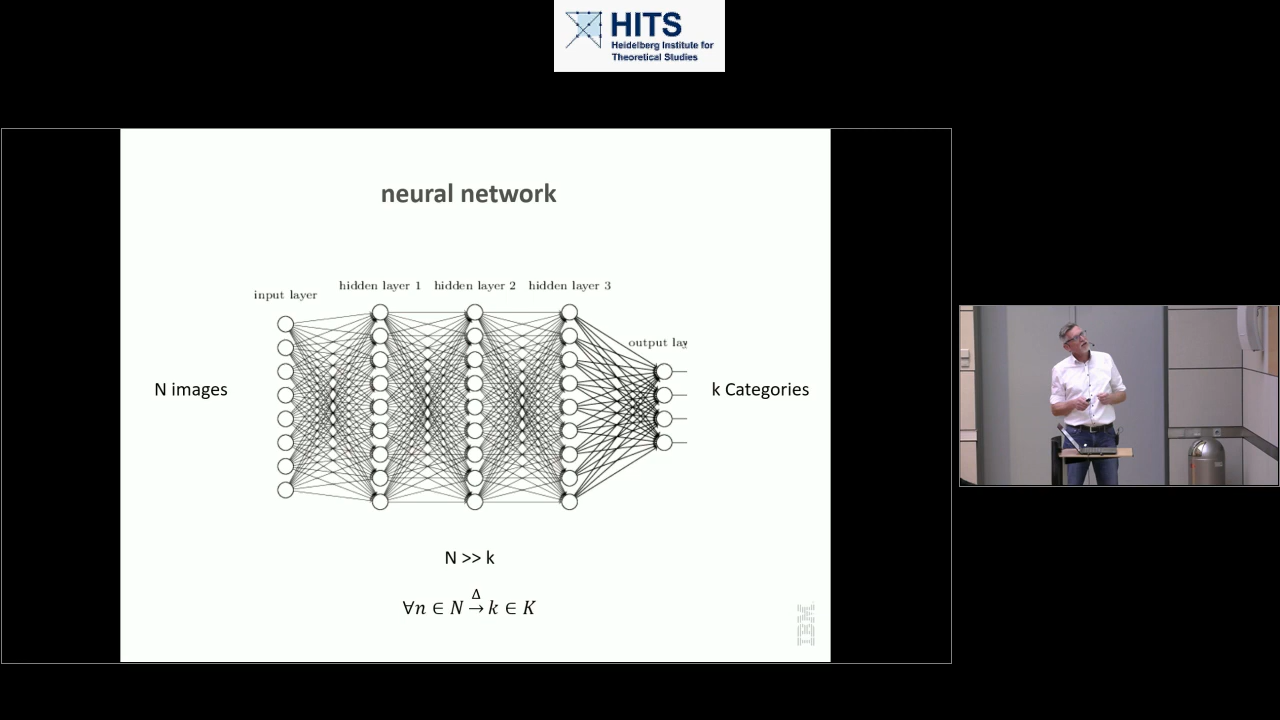 HITS
Heidelberg Institute for
Theoretical Studies
neural network
input layer
hidden layer 1
hidden layer 2
hidden layer 3
output lay
N images
k Categories
N >> k
∀n ∈ N →^Δ k ∈ K
IBM